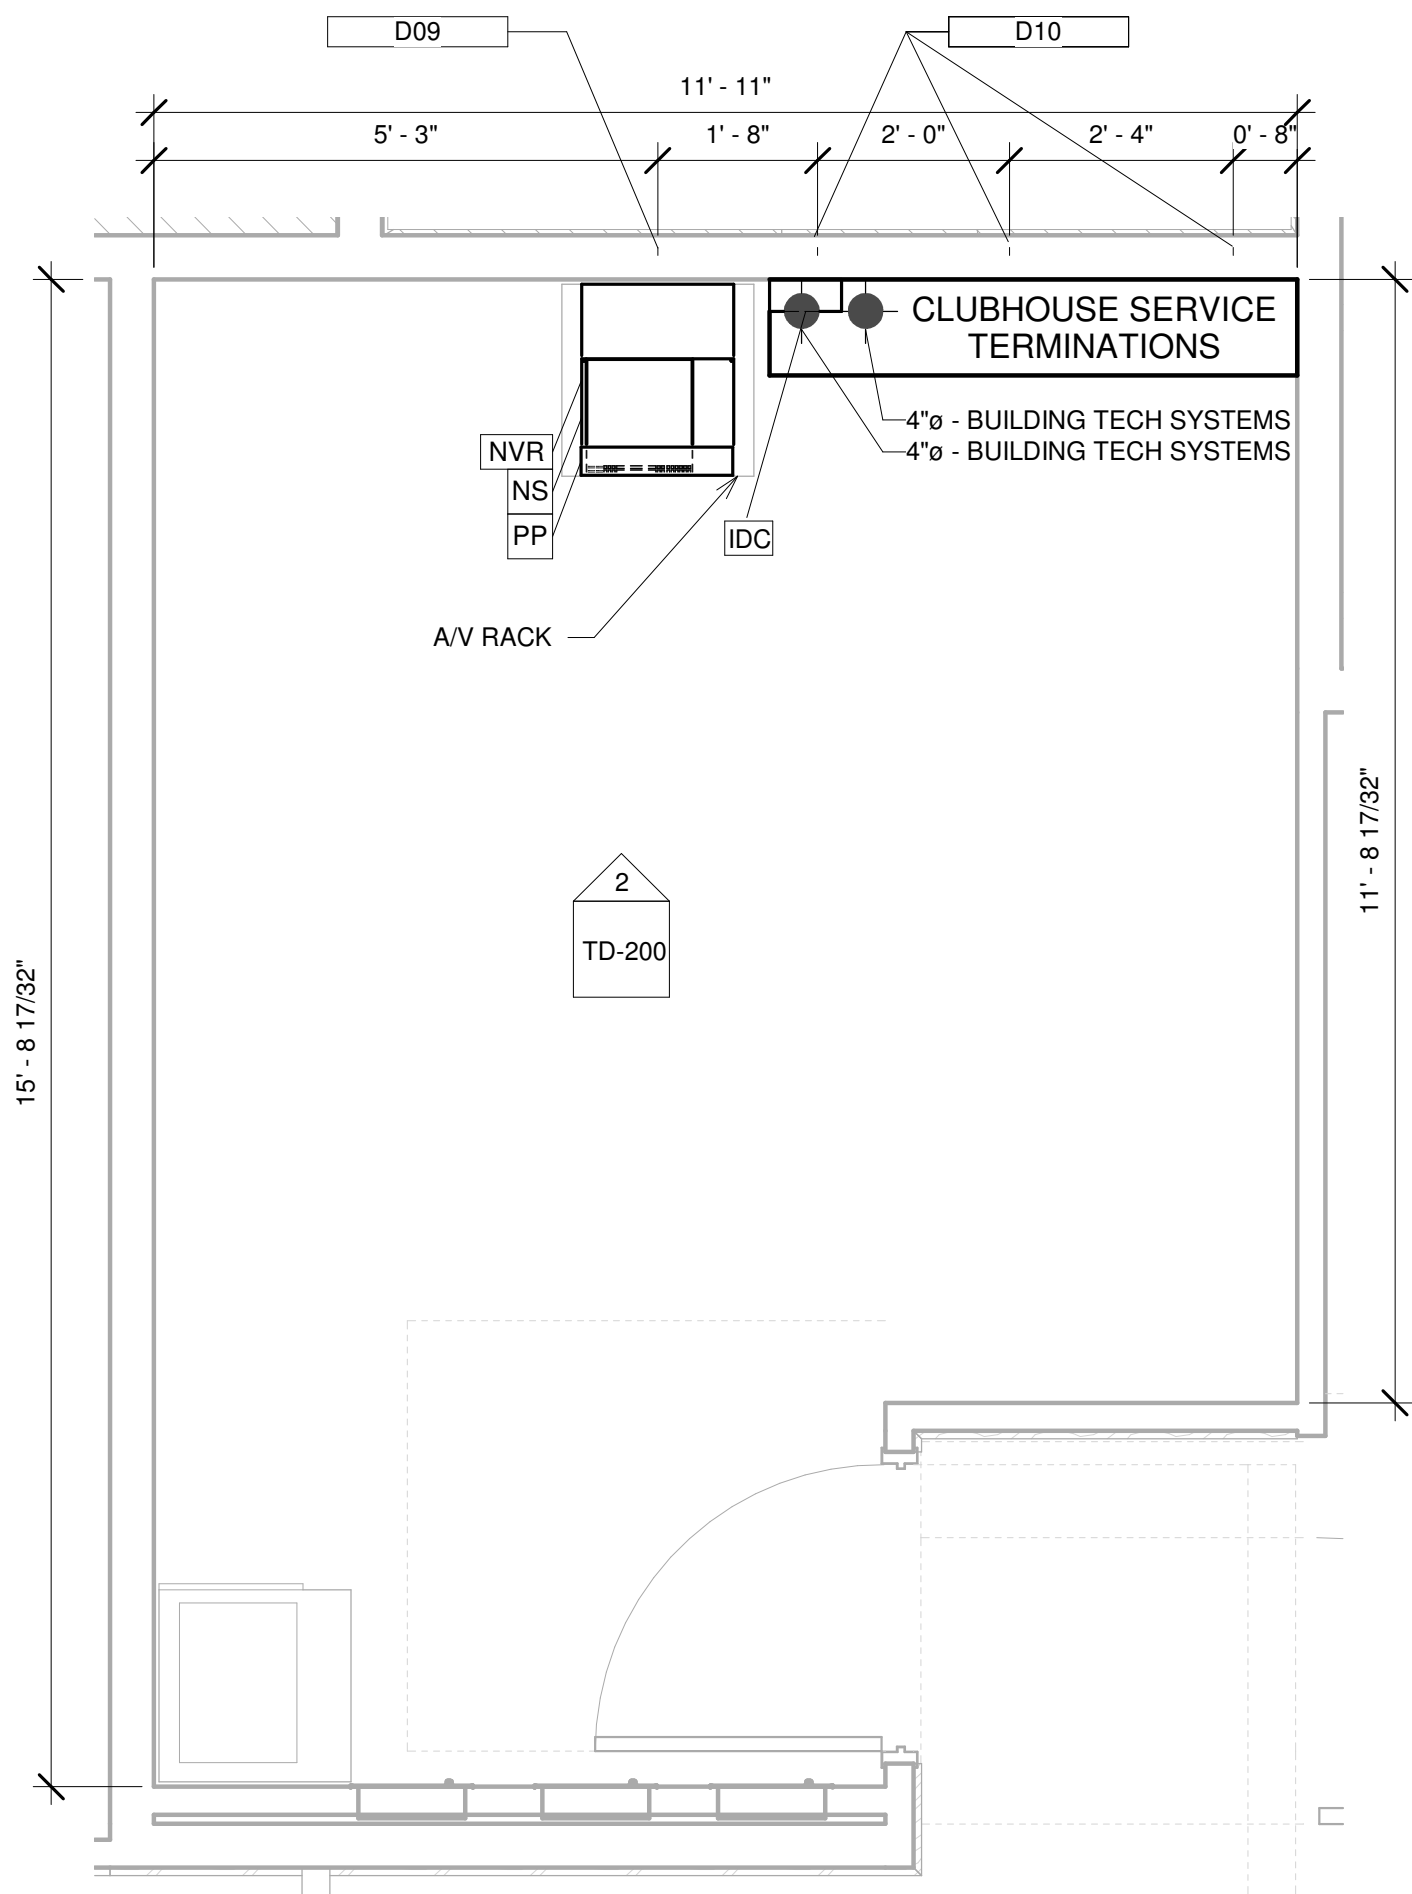 D09
D10
11' - 11"
5' - 3"
1' - 8"
2' - 0"
2' - 4"
0' - 8"
CLUBHOUSE SERVICE
TERMINATIONS
4"ø - BUILDING TECH SYSTEMS
4"ø - BUILDING TECH SYSTEMS
NVR
NS
PP
IDC
A/V RACK
11' - 8 17/32"
2
TD-200
15' - 8 17/32"